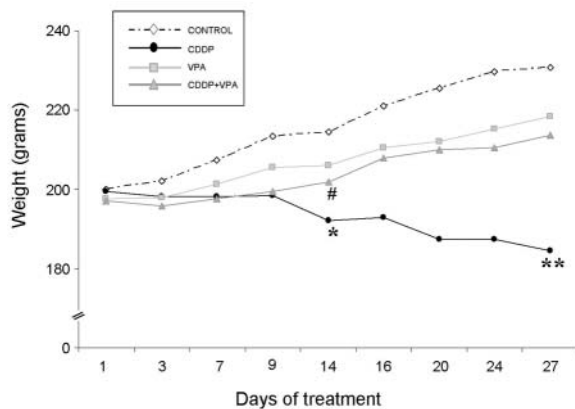 240
220
200
180
0
Weight (grams)
CONTROL
CDDP
VPA
CDDP+VPA
#
*
**
1 3 7 9 14 16 20 24 27
Days of treatment